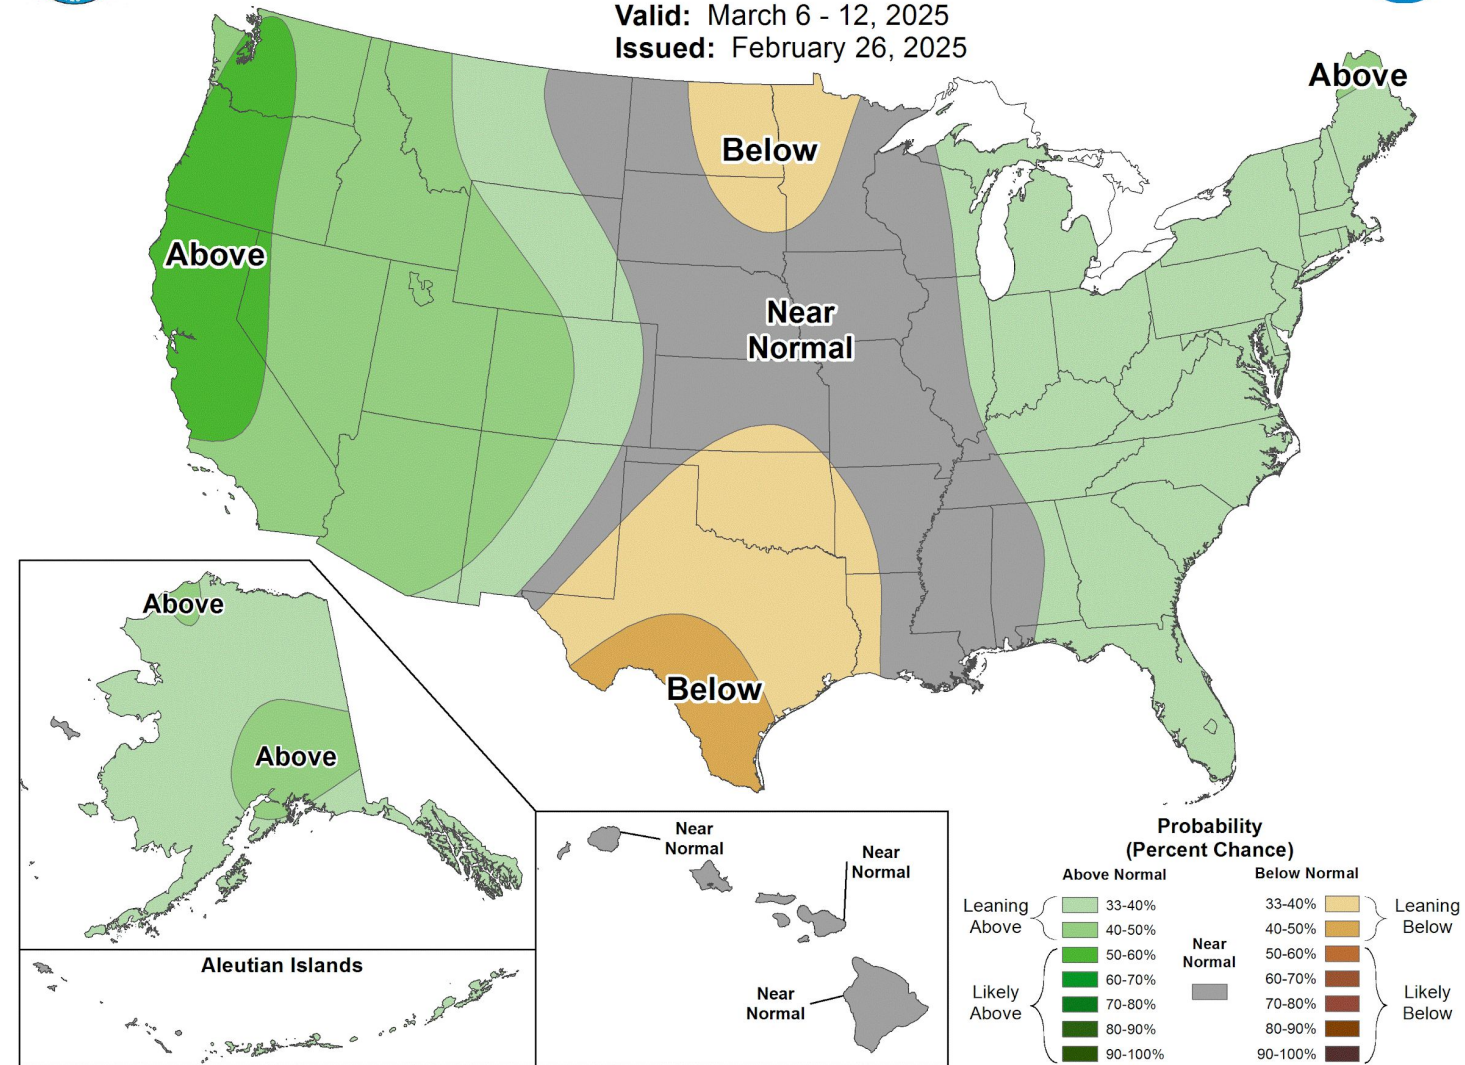 Valid: March 6 - 12, 2025
Issued: February 26, 2025
Above
Below
Above
Near
Normal
Below
Above
Above
Aleutian Islands
Near
Normal
Near
Normal
Near
Normal
Probability
(Percent Chance)
Above Normal
Below Normal
Leaning
Above
33-40%
40-50%
Likely
Above
50-60%
60-70%
70-80%
80-90%
90-100%
Near
Normal
33-40%
40-50%
Leaning
Below
50-60%
60-70%
70-80%
80-90%
90-100%
Likely
Below